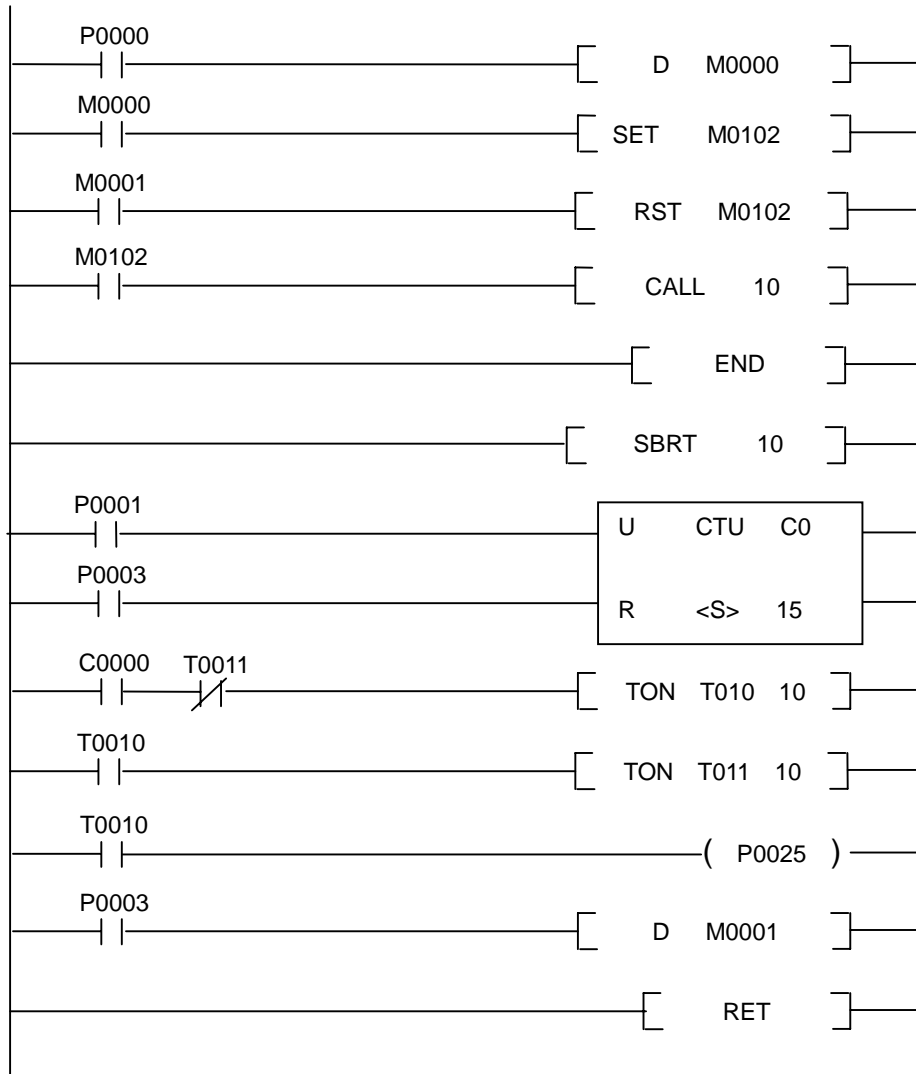 P0000
D M0000
M0000
SET M0102
M0001
RST M0102
M0102
CALL 10
END
SBRT 10
P0001
U CTU C0
P0003
R <S> 15
C0000 T0011
TON T010 10
T0010
TON T011 10
T0010
( P0025 )
P0003
D M0001
RET